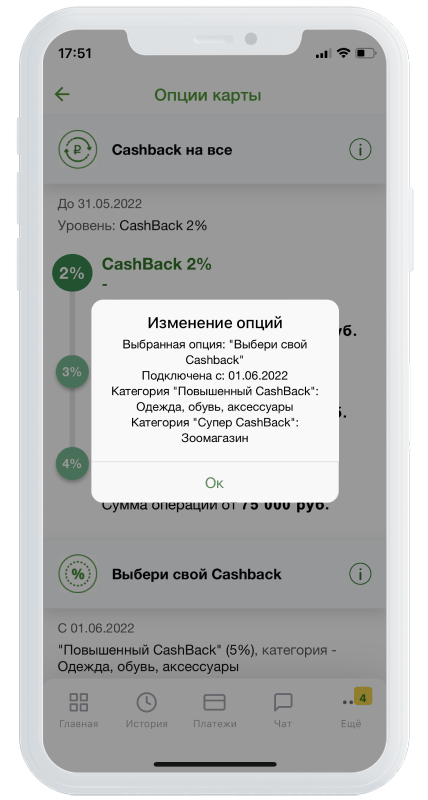 17:51
Опции карты
Cashback на все
До 31.05.2022
Уровень: CashBack 2%
2%
CashBack 2%
-
уб.
3%
б.
4%
Изменение опций
Выбранная опция: "Выбери свой
Cashback"
Подключена с: 01.06.2022
Категория "Повышенный CashBack":
Одежда, обувь, аксессуары
Категория "Супер CashBack":
Зоомагазин
Ок
Сумма операций от 75 000 руб.
%
Выбери свой Cashback
С 01.06.2022
"Повышенный CashBack" (5%), категория -
Одежда, обувь, аксессуары
4
Главная
История
Платежи
Чат
Ещё